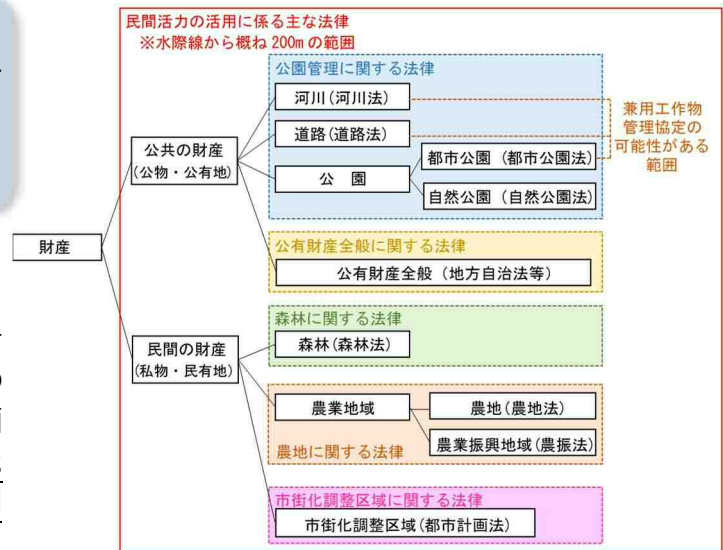 民間活力の活用に係る主な法律
※水際線から概ね200mの範囲
公園管理に関する法律
河川(河川法)
道路(道路法)
公　園
都市公園（都市公園法）
自然公園（自然公園法）
兼用工作物
管理協定の
可能性がある
範囲
公共の財産
(公物・公有地)
財産
公有財産全般に関する法律
公有財産全般（地方自治法等）
民間の財産
(私物・民有地)
森林に関する法律
森林(森林法)
農業地域
農地(農地法)
農業振興地域(農振法)
農地に関する法律
市街化調整区域に関する法律
市街化調整区域(都市計画法)